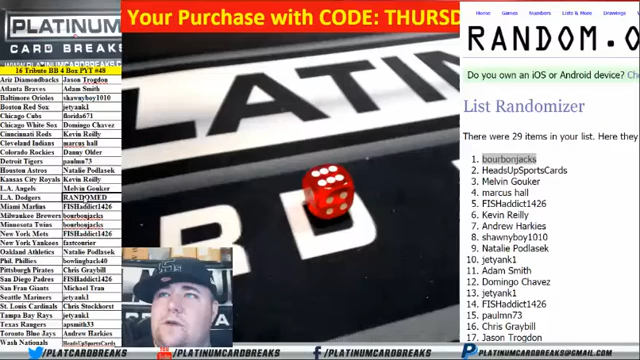 PLATINUM
CARD BREAKS
16 Tribute BB 4 Box PYT #48
Ariz Diamondbacks Jason Trogdon
Atlanta Braves Adam Smith
Baltimore Orioles shawnyboy1010
Boston Red Sox jetyank1
Chicago Cubs florida671
Chicago White Sox Domingo Chavez
Cincinnati Reds Kevin Reilly
Cleveland Indians marcus hall
Colorado Rockies Danny Older
Detroit Tigers paulmn73
Houston Astros Natalie Podlasek
Kansas City Royals Kevin Reilly
L.A. Angels Melvin Gouker
L.A. Dodgers RANDOMED
Miami Marlins FISHaddict1426
Milwaukee Brewers bourbonjacks
Minnesota Twins bourbonjacks
New York Mets FISHaddict1426
New York Yankees fastcourier
Oakland Athletics Natalie Podlasek
Phil. Phillies bowlingback40
Pittsburgh Pirates Chris Graybill
San Diego Padres FISHaddict1426
San Fran Giants Michael Tran
Seattle Mariners jetyank1
St. Louis Cardinals Chris Stockhorst
Tampa Bay Rays jetyank1
Texas Rangers apsmith33
Toronto Blue Jays Andrew Harkies
Wash Nationals HeadsUpSportsCards
Your Purchase with CODE: THURSD
PLATIN
RD
Home Games Numbers Lists & More Drawings
RANDOM.O
Do you own an iOS or Android device? Ch
List Randomizer
There were 29 items in your list. Here they
1. bourbonjacks
2. HeadsUpSportsCards
3. Melvin Gouker
4. marcus hall
5. FISHaddict1426
6. Kevin Reilly
7. Andrew Harkies
8. shawnyboy1010
9. Natalie Podlasek
10. jetyank1
11. Adam Smith
12. Domingo Chavez
13. jetyank1
14. FISHaddict1426
15. paulmn73
16. Chris Graybill
17. Jason Trogdon
/PLATCARDBREAKS
/PLATINUMCARDBREAKS
/PLATINUMCARDBREAKS